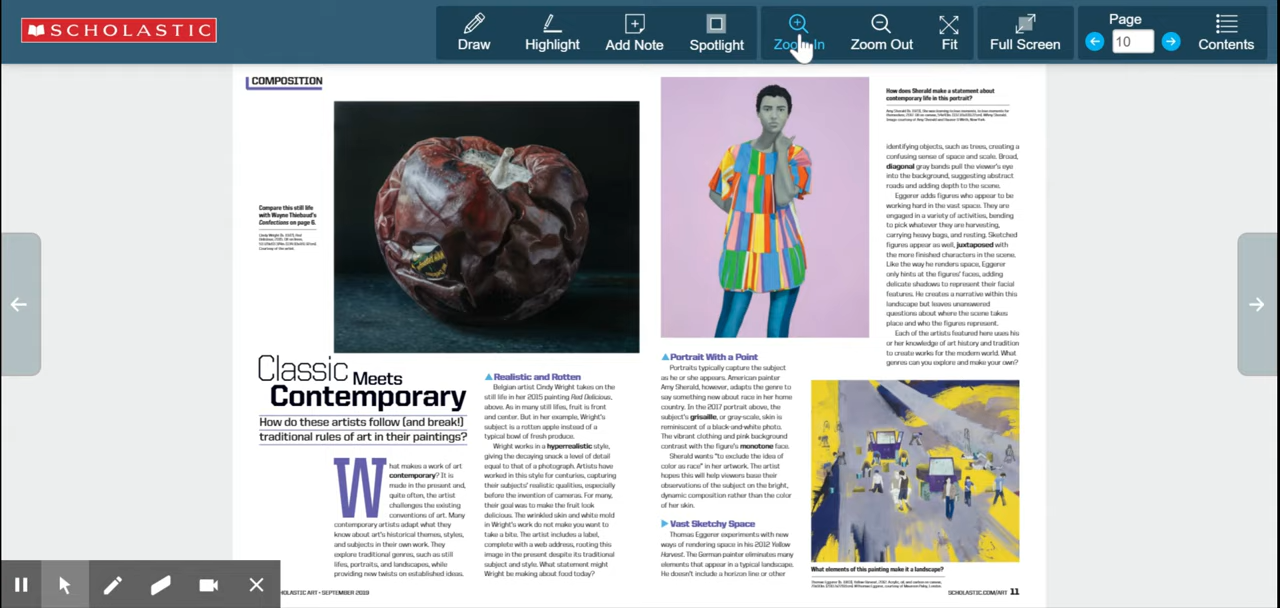 SCHOLASTIC
Draw
Highlight
Add Note
Spotlight
Zoom In
Zoom Out
Fit
Full Screen
Page
10
Contents
COMPOSITION
Compare this still life
with Wayne Thiebaud's
Confections on page 6.
Classic Meets
Contemporary
How do these artists follow (and break!)
traditional rules of art in their paintings?
What makes a work of art
contemporary? It is
made in the present and,
quite often, the artist
challenges the existing
conventions of art. Many
contemporary artists adapt what they
know about art's historical themes, styles,
and subjects in their own work. They
explore traditional genres, such as still
lifes, portraits, and landscapes, while
providing new twists on established ideas.
Realistic and Rotten
Belgian artist Cindy Wright takes on the
still life in her 2015 painting Red Delicious,
above. As in many still lifes, fruit is front
and center. But in her example, Wright's
subject is a rotten apple instead of a
typical bowl of fresh produce.
Wright works in a hyperrealistic style,
giving the decaying snack a level of detail
equal to that of a photograph. Artists have
worked in this style for centuries, capturing
their subjects' realistic qualities, especially
before the invention of cameras. For many,
their goal was to make the fruit look
delicious. The wrinkled skin and white mold
in Wright's work do not make you want to
take a bite. The artist includes a label,
complete with a web address, rooting this
image in the present despite its traditional
subject and style. What statement might
Wright be making about food today?
Portrait With a Point
Portraits typically capture the subject
as he or she appears. American painter
Amy Sherald, however, adapts the genre to
say something new about race in her home
country. In the 2017 portrait above, the
subject's grisaille, or gray-scale, skin is
reminiscent of a black-and-white photo.
The vibrant clothing and pink background
contrast with the figure's monotone face.
Sherald wants "to exclude the idea of
color as race" in her artwork. The artist
hopes this will help viewers base their
observations of the subject on the bright,
dynamic composition rather than the color
of her skin.
Vast Sketchy Space
Thomas Eggerer experiments with new
ways of rendering space in his 2012 Yellow
Harvest. The German painter eliminates many
elements that appear in a typical landscape.
He doesn't include a horizon line or other
How does Sherald make a statement about
contemporary life in this portrait?
identifying objects, such as trees, creating a
confusing sense of space and scale. Broad,
diagonal gray bands pull the viewer's eye
into the background, suggesting abstract
roads and adding depth to the scene.
Eggerer adds figures who appear to be
working hard in the vast space. They are
engaged in a variety of activities, bending
to pick whatever they are harvesting,
carrying heavy bags, and resting. Sketched
figures appear as well, juxtaposed with
the more finished characters in the scene.
Like the way he renders space, Eggerer
only hints at the figures' faces, adding
delicate shadows to represent their facial
features. He creates a narrative within this
landscape but leaves unanswered
questions about where the scene takes
place and who the figures represent.
Each of the artists featured here uses his
or her knowledge of art history and tradition
to create works for the modern world. What
genres can you explore and make your own?
What elements of this painting make it a landscape?
HOLASTIC ART • SEPTEMBER 2019
SCHOLASTIC.COM/ART 11